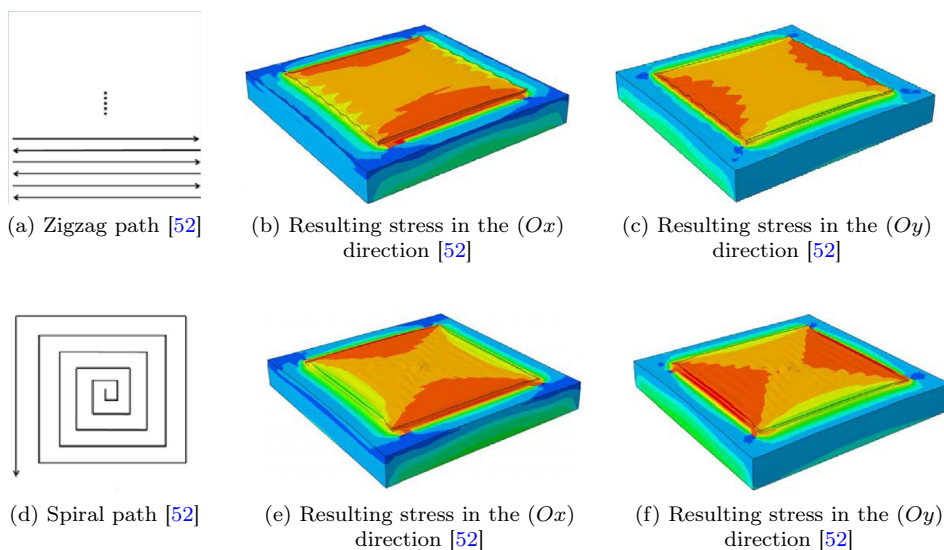 (a) Zigzag path [52]
(b) Resulting stress in the (Ox)
direction [52]
(c) Resulting stress in the (Oy)
direction [52]
(d) Spiral path [52]
(e) Resulting stress in the (Ox)
direction [52]
(f) Resulting stress in the (Oy)
direction [52]